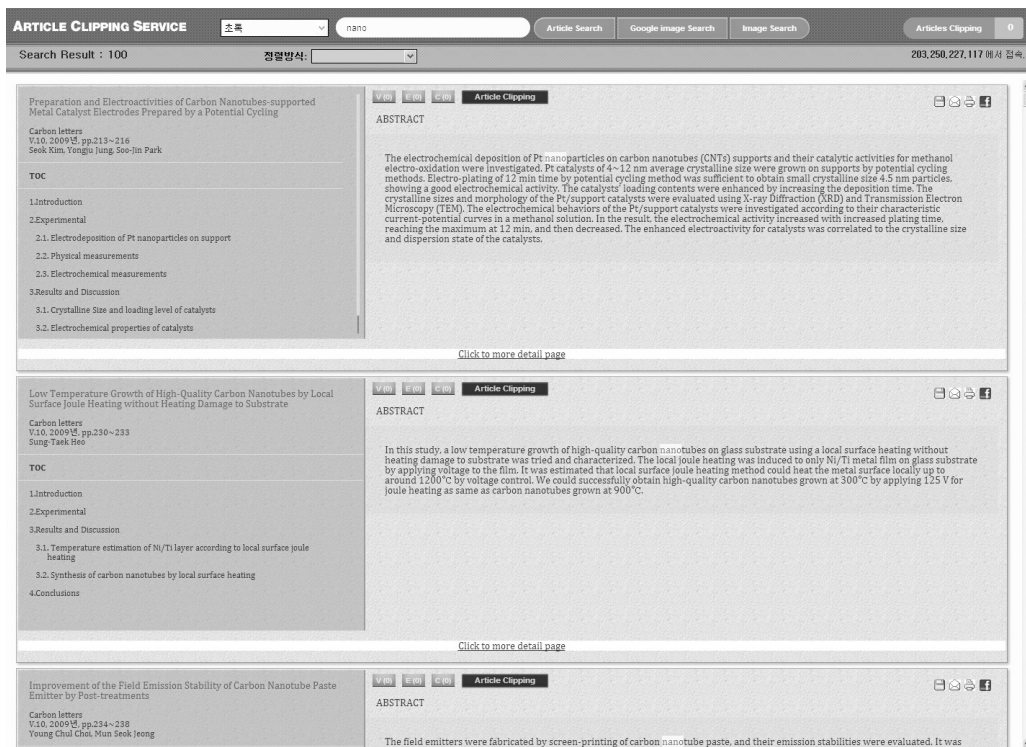 ARTICLE CLIPPING SERVICE
초록
nano
Article Search
Google image Search
Image Search
Articles Clipping
0
Search Result : 100
정렬방식:
203,250,227,117 에서 접속.
Preparation and Electroactivities of Carbon Nanotubes-supported
Metal Catalyst Electrodes Prepared by a Potential Cycling
Carbon letters
V.10, 2009년, pp.213~216
Seok Kim, Yongju Jung, Soo-Jin Park
TOC
1.Introduction
2.Experimental
2.1. Electrodeposition of Pt nanoparticles on support
2.2. Physical measurements
2.3. Electrochemical measurements
3.Results and Discussion
3.1. Crystalline Size and loading level of catalysts
3.2. Electrochemical properties of catalysts
V (0)
E (0)
C (0)
Article Clipping
ABSTRACT
The electrochemical deposition of Pt nanoparticles on carbon nanotubes (CNTs) supports and their catalytic activities for methanol
electro-oxidation were investigated. Pt catalysts of 4~12 nm average crystalline size were grown on supports by potential cycling
methods. Electro-plating of 12 min time by potential cycling method was sufficient to obtain small crystalline size 4.5 nm particles,
showing a good electrochemical activity. The catalysts' loading contents were enhanced by increasing the deposition time. The
crystalline sizes and morphology of the Pt/support catalysts were evaluated using X-ray Diffraction (XRD) and Transmission Electron
Microscopy (TEM). The electrochemical behaviors of the Pt/support catalysts were investigated according to their characteristic
current-potential curves in a methanol solution. In the result, the electrochemical activity increased with increased plating time,
reaching the maximum at 12 min, and then decreased. The enhanced electroactivity for catalysts was correlated to the crystalline size
and dispersion state of the catalysts.
Click to more detail page
Low Temperature Growth of High-Quality Carbon Nanotubes by Local
Surface Joule Heating without Heating Damage to Substrate
Carbon letters
V.10, 2009년, pp.230~233
Sung-Taek Heo
TOC
1.Introduction
2.Experimental
3.Results and Discussion
3.1. Temperature estimation of Ni/Ti layer according to local surface joule
heating
3.2. Synthesis of carbon nanotubes by local surface heating
4.Conclusions
V (0)
E (0)
C (0)
Article Clipping
ABSTRACT
In this study, a low temperature growth of high-quality carbon nanotubes on glass substrate using a local surface heating without
heating damage to substrate was tried and characterized. The local joule heating was induced to only Ni/Ti metal film on glass substrate
by applying voltage to the film. It was estimated that local surface joule heating method could heat the metal surface locally up to
around 1200°C by voltage control. We could successfully obtain high-quality carbon nanotubes grown at 300°C by applying 125 V for
joule heating as same as carbon nanotubes grown at 900°C.
Click to more detail page
Improvement of the Field Emission Stability of Carbon Nanotube Paste
Emitter by Post-treatments
Carbon letters
V.10, 2009년, pp.234~238
Young Chul Choi, Mun Seok Jeong
V (0)
E (0)
C (0)
Article Clipping
ABSTRACT
The field emitters were fabricated by screen-printing of carbon nanotube paste, and their emission stabilities were evaluated. It was